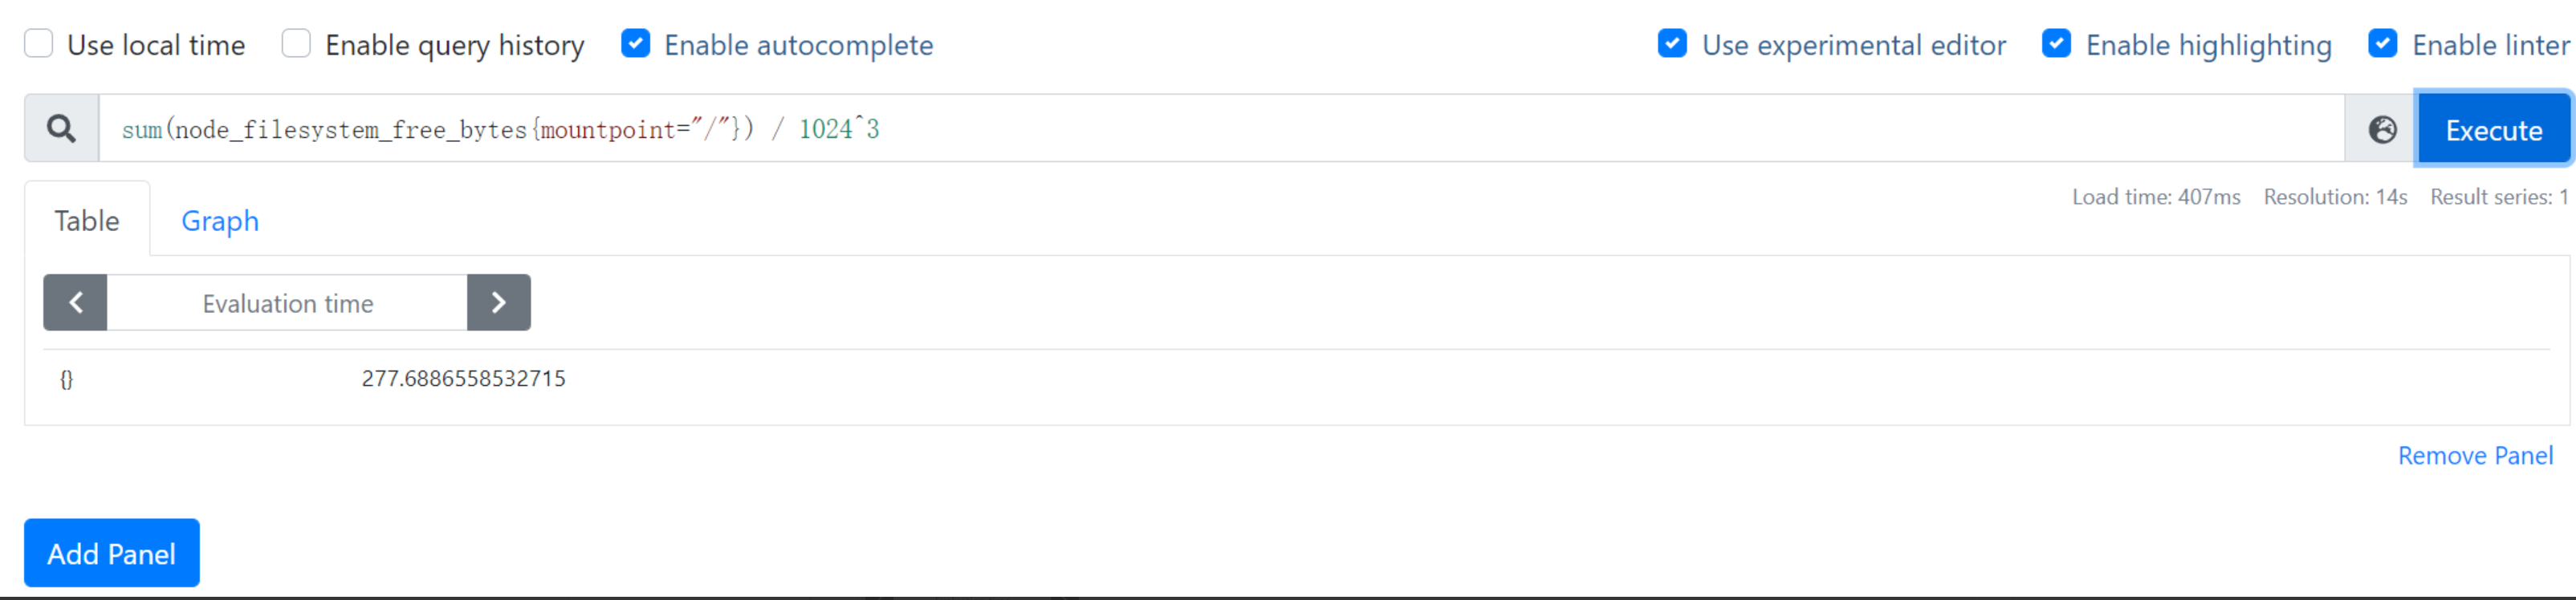 Use local time Enable query history Enable autocomplete Use experimental editor Enable highlighting Enable linter
sum(node_filesystem_free_bytes{mountpoint="/"}) / 1024^3 Execute
Load time: 407ms Resolution: 14s Result series: 1
Table Graph
Evaluation time
{} 277.6886558532715
Remove Panel
Add Panel